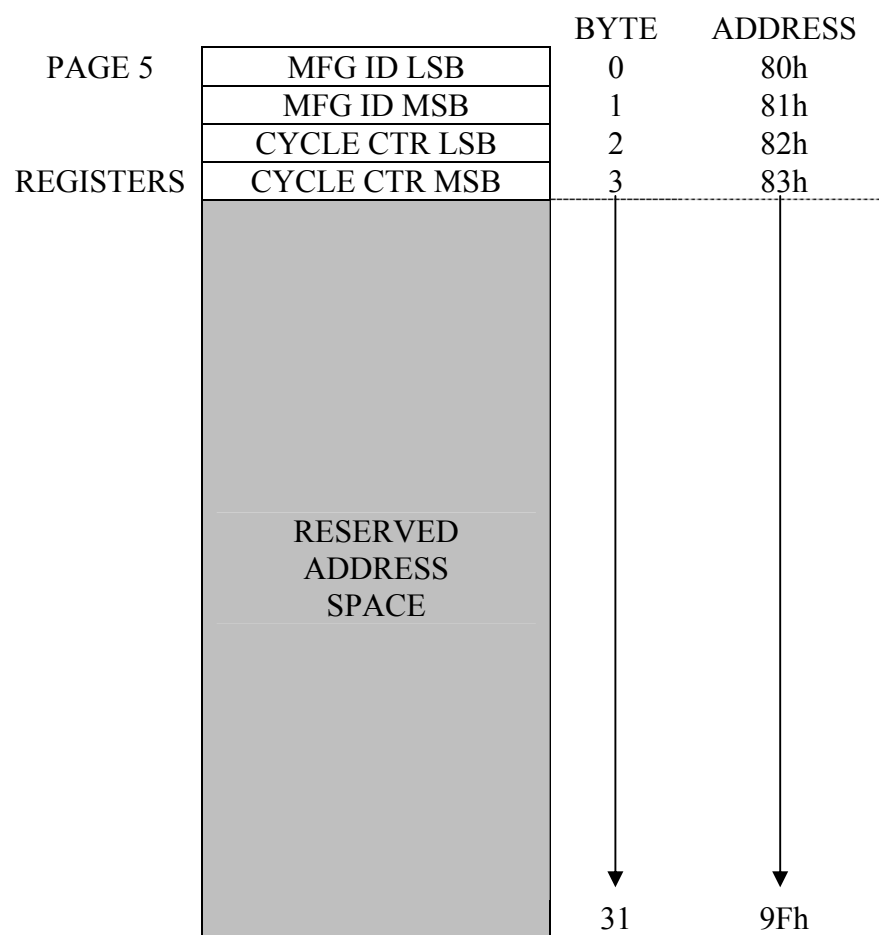 BYTE ADDRESS
PAGE 5 MFG ID LSB 0 80h
MFG ID MSB 1 81h
CYCLE CTR LSB 2 82h
REGISTERS CYCLE CTR MSB 3 83h
RESERVED
ADDRESS
SPACE
31 9Fh